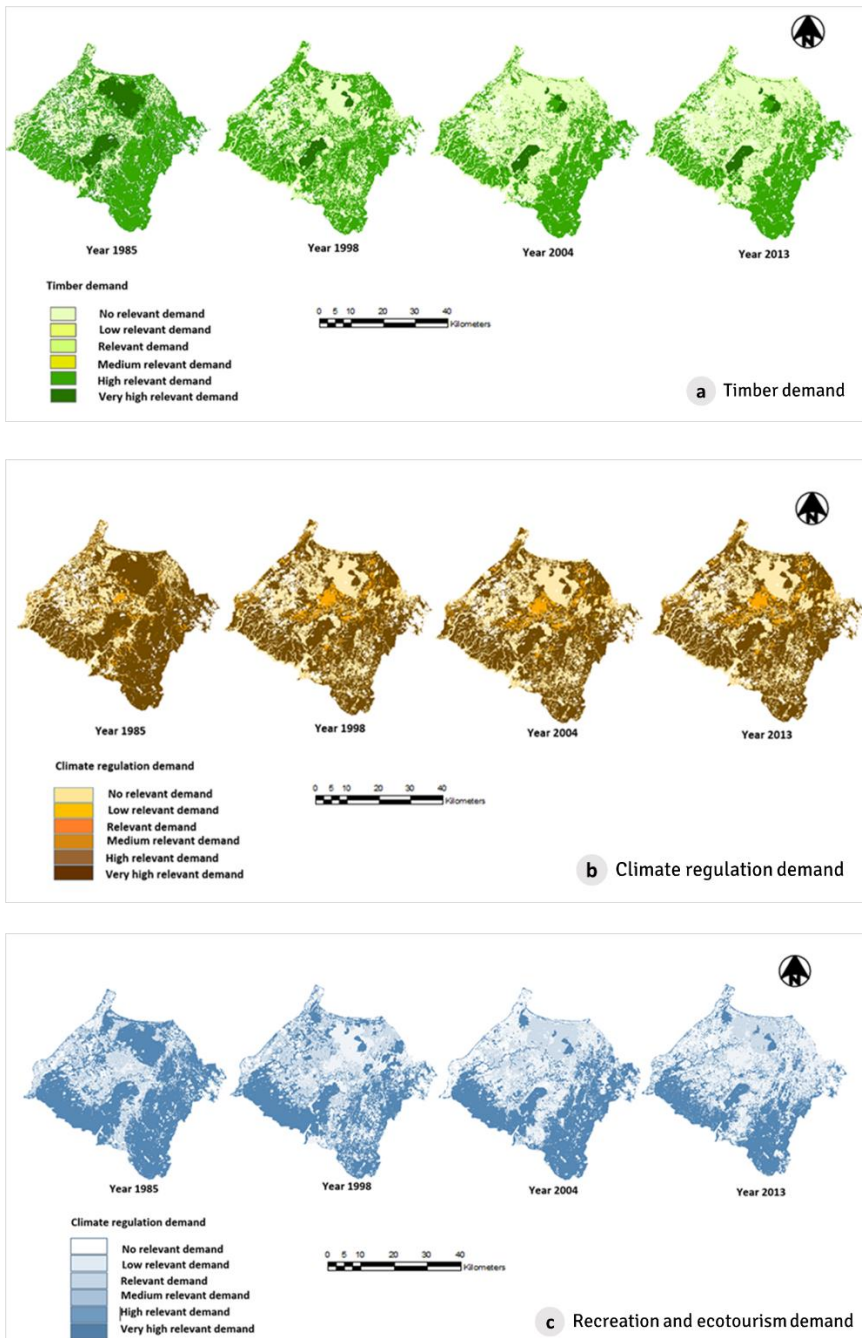 N
Year 1985
Year 1998
Year 2004
Year 2013
Timber demand
No relevant demand
Low relevant demand
Relevant demand
Medium relevant demand
High relevant demand
Very high relevant demand
0 5 10 20 30 40
Kilometers
a Timber demand
N
Year 1985
Year 1998
Year 2004
Year 2013
Climate regulation demand
No relevant demand
Low relevant demand
Relevant demand
Medium relevant demand
High relevant demand
Very high relevant demand
0 5 10 20 30 40
Kilometers
b Climate regulation demand
N
Year 1985
Year 1998
Year 2004
Year 2013
Climate regulation demand
No relevant demand
Low relevant demand
Relevant demand
Medium relevant demand
High relevant demand
Very high relevant demand
0 5 10 20 30 40
Kilometers
c Recreation and ecotourism demand